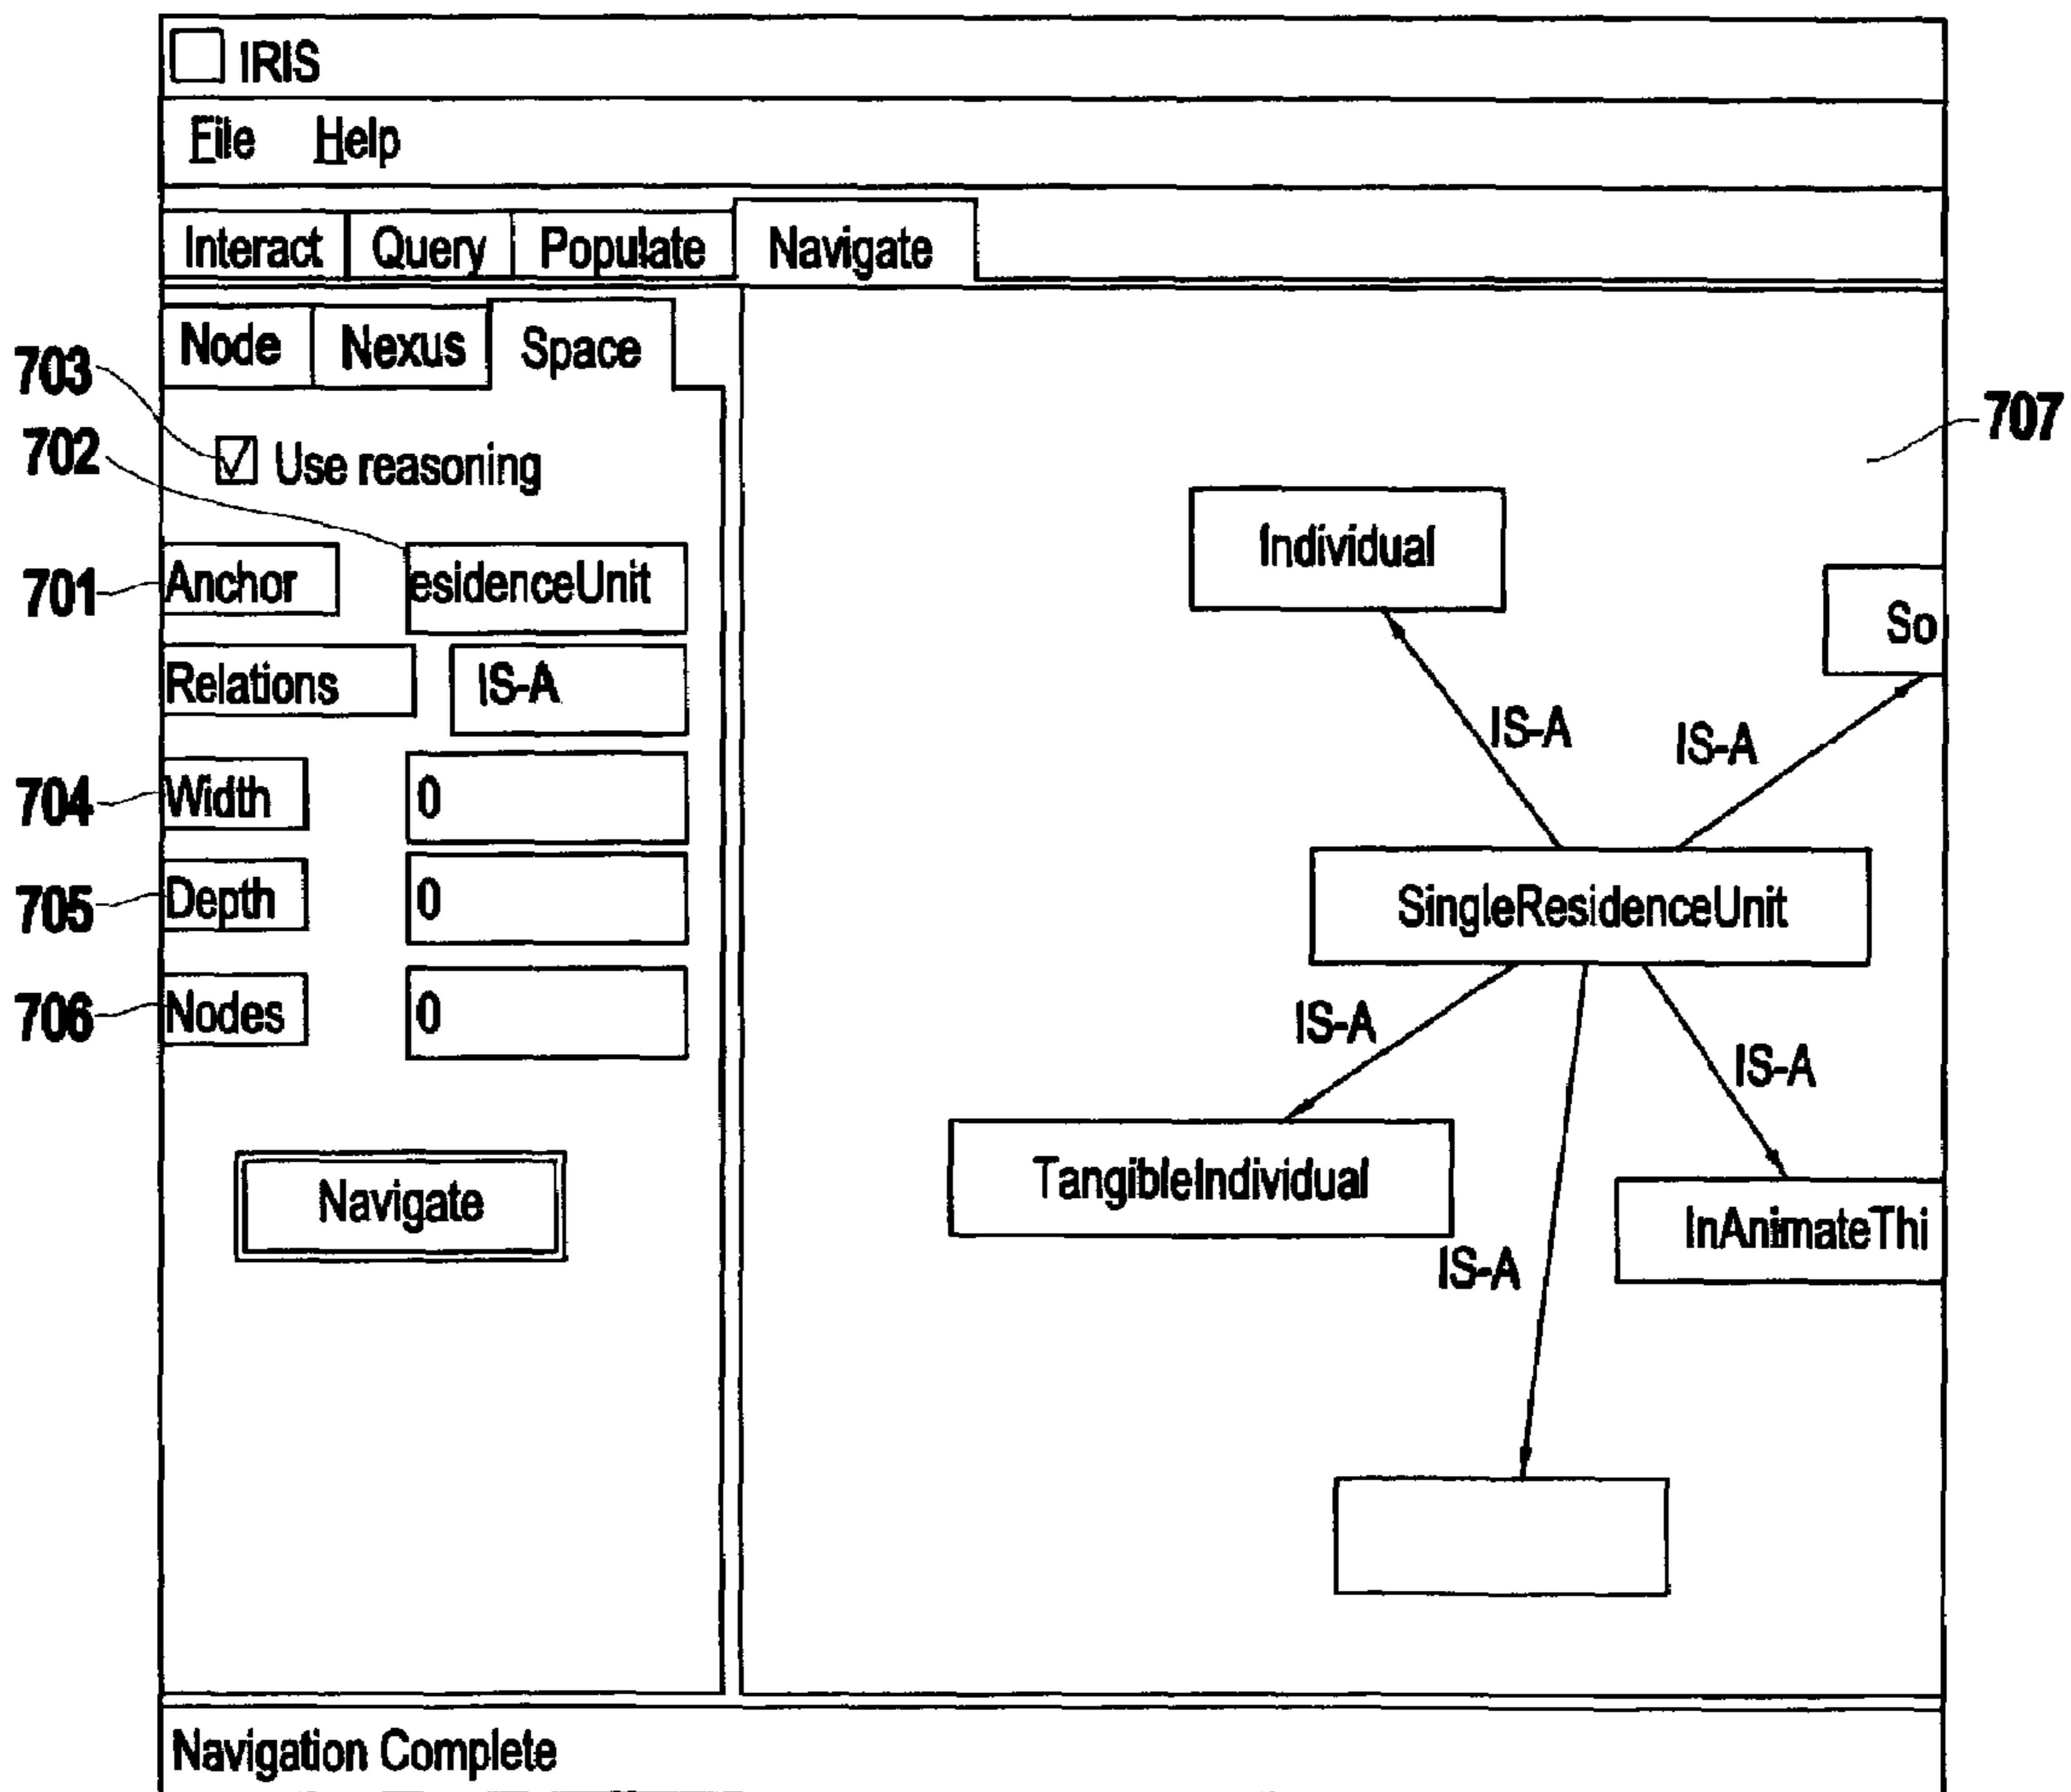 IRIS
File Help
Interact Query Populate Navigate
Node Nexus Space
703
702
Use reasoning
707
Individual
701
Anchor
esidenceUnit
So
Relations
IS-A
IS-A
IS-A
704
Width
0
SingleResidenceUnit
705
Depth
0
706
Nodes
0
IS-A
IS-A
TangibleIndividual
Navigate
InAnimateThi
IS-A
Navigation Complete